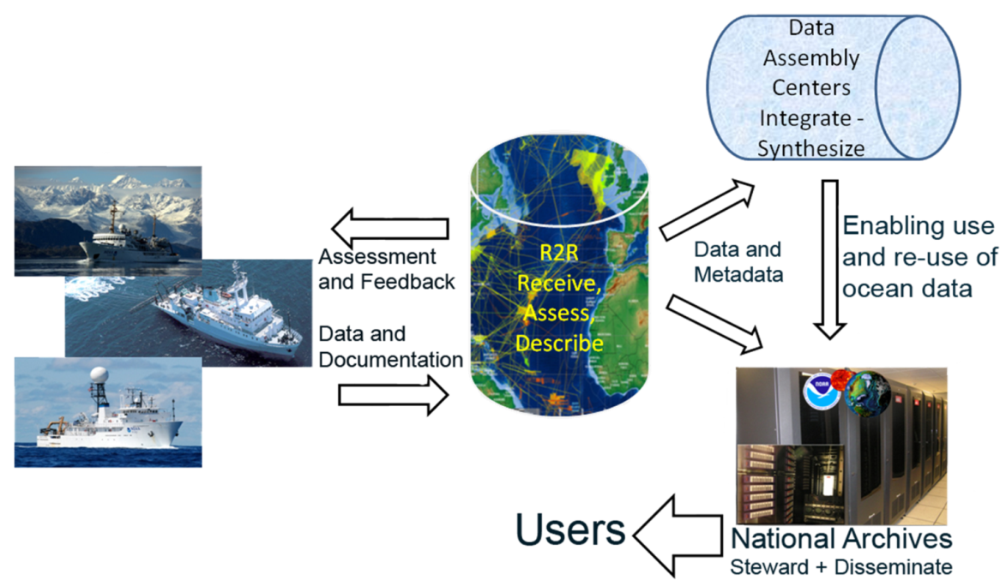 Data
Assembly
Centers
Integrate -
Synthesize
R2R
Receive,
Assess,
Describe
Assessment
and Feedback
Data and
Documentation
Data and
Metadata
Enabling use
and re-use of
ocean data
NOAA
Users
National Archives
Steward + Disseminate